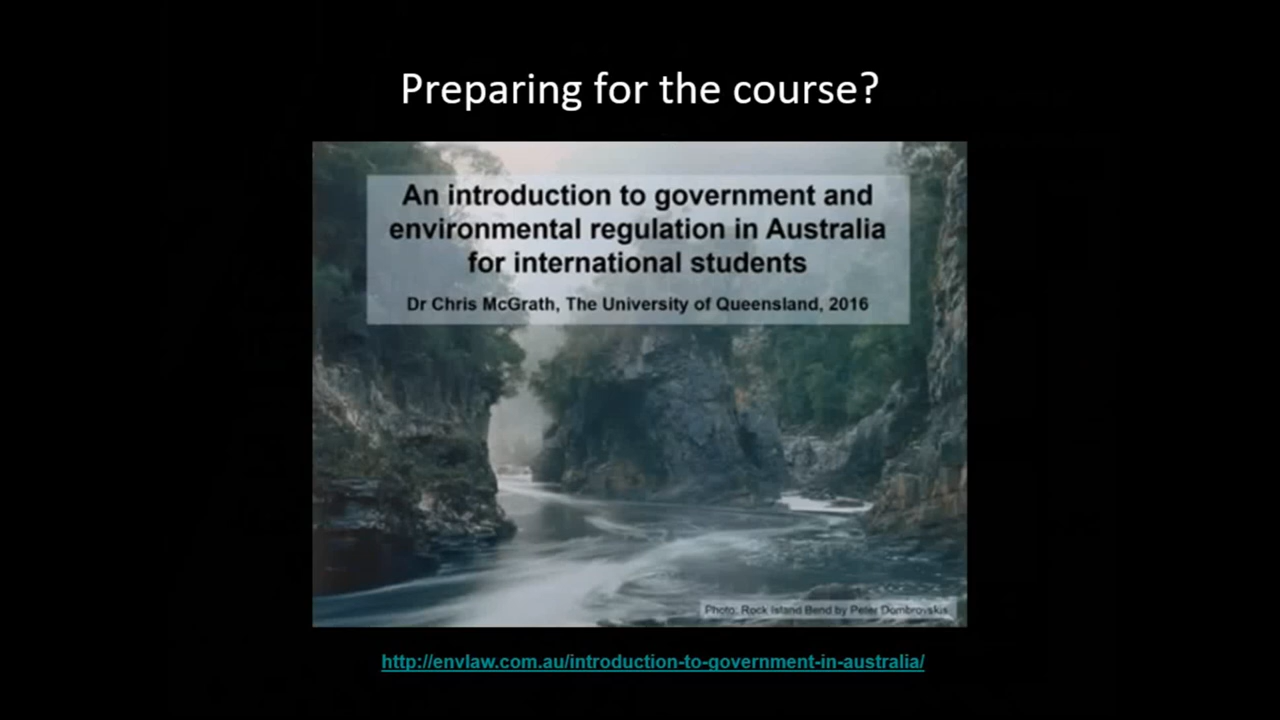 Preparing for the course?
An introduction to government and
environmental regulation in Australia
for international students
Dr Chris McGrath, The University of Queensland, 2016
Photo: Rock Island Bend by Peter Dombrovskis
http://envlaw.com.au/introduction-to-government-in-australia/